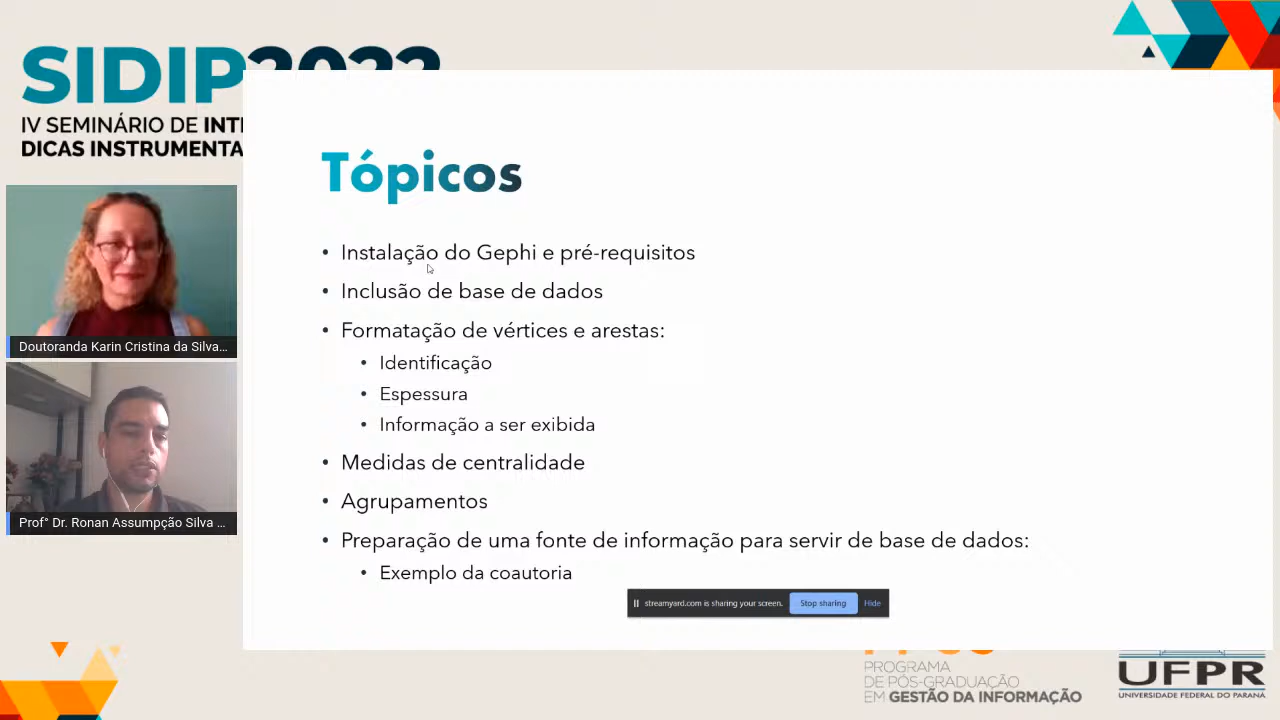 SIDIP2022
IV SEMINÁRIO DE
DICAS
Doutoranda Karin Cristina da Silva...
Prof° Dr. Ronan Assumpção Silva ...
Tópicos
• Instalação do Gephi e pré-requisitos
• Inclusão de base de dados
• Formatação de vértices e arestas:
• Identificação
• Espessura
• Informação a ser exibida
• Medidas de centralidade
• Agrupamentos
• Preparação de uma fonte de informação para servir de base de dados:
• Exemplo da coautoria
streamyard.com is sharing your screen.
Stop sharing
Hide
PROGRAMA
DE PÓS-GRADUAÇÃO
EM GESTÃO DA INFORMAÇÃO
UFPR
UNIVERSIDADE FEDERAL DO PARANÁ